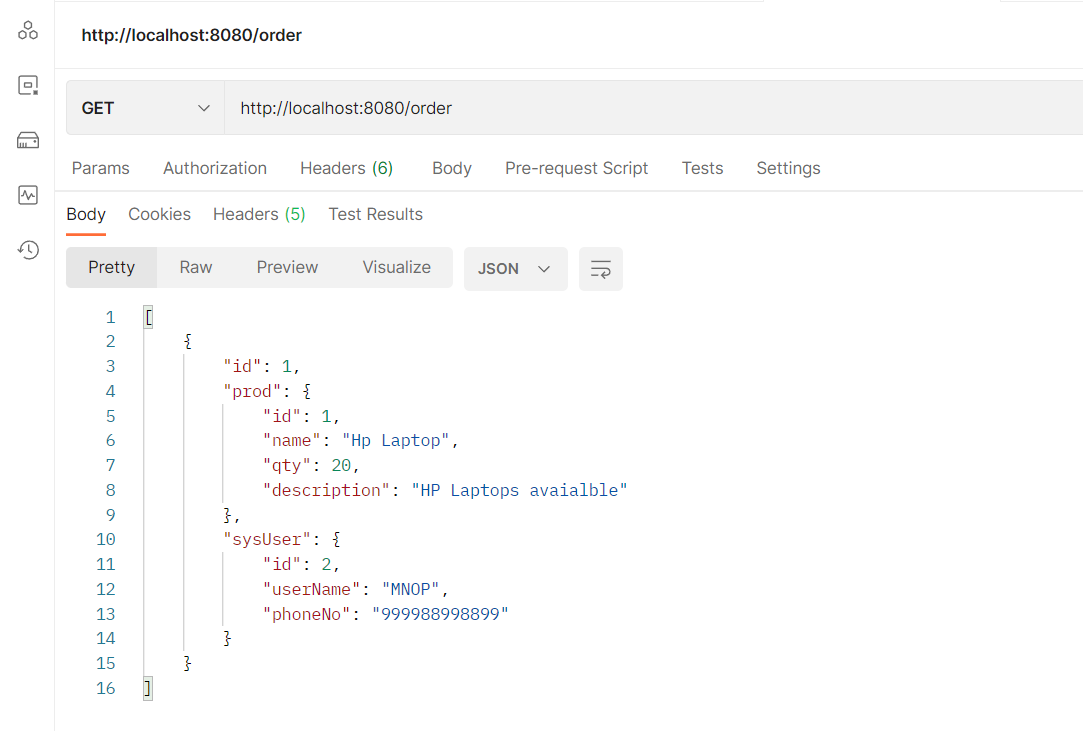 http://localhost:8080/order
GET http://localhost:8080/order
Params Authorization Headers (6) Body Pre-request Script Tests Settings
Body Cookies Headers (5) Test Results
Pretty Raw Preview Visualize JSON
1 [
2 {
3 "id": 1,
4 "prod": {
5 "id": 1,
6 "name": "Hp Laptop",
7 "qty": 20,
8 "description": "HP Laptops avaialble"
9 },
10 "sysUser": {
11 "id": 2,
12 "userName": "MNOP",
13 "phoneNo": "999988998899"
14 }
15 }
16 ]